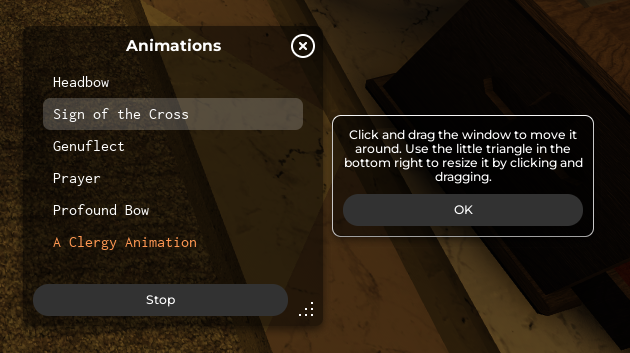 Animations
Headbow
Sign of the Cross
Genuflect
Prayer
Profound Bow
A Clergy Animation
Stop
Click and drag the window to move it
around. Use the little triangle in the
bottom right to resize it by clicking and
dragging.
OK